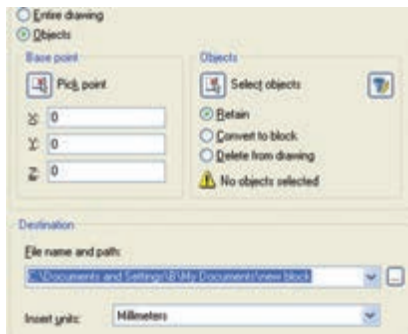 Entire drawing
Objects
Base point
Pick point
X: 0
Y: 0
Z: 0
Objects
Select objects
Retain
Convert to block
Delete from drawing
No objects selected
Destination
File name and path:
C:\Documents and Settings\B\My Documents\new block
...
Insert units: Millimeters